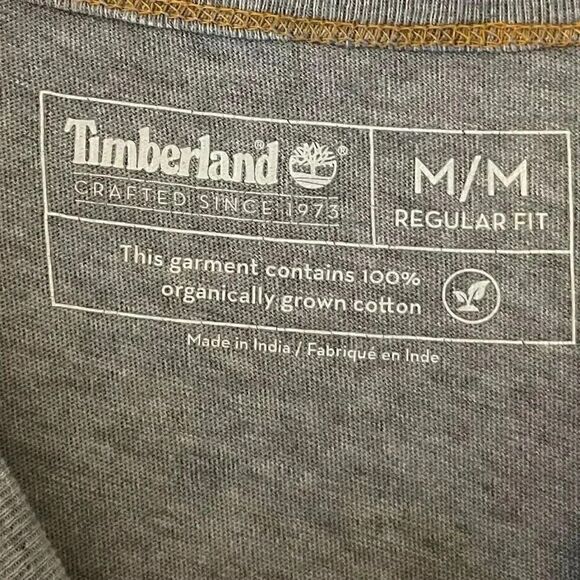 Timberland®
CRAFTED SINCE 1973
M/M
REGULAR FIT
This garment contains 100%
organically grown cotton
Made in India / Fabriqué en Inde